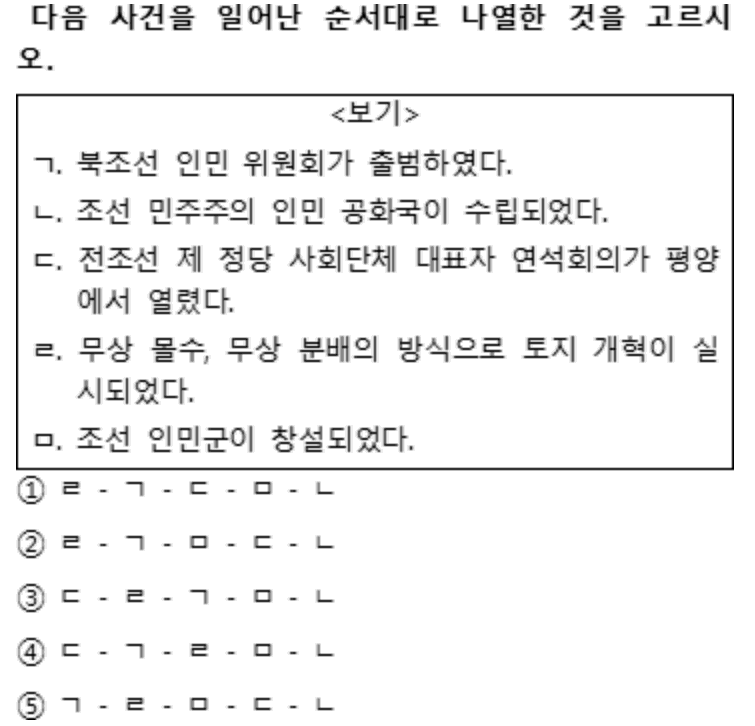 다음 사건을 일어난 순서대로 나열한 것을 고르시
오.
<보기>
ㄱ. 북조선 인민 위원회가 출범하였다.
ㄴ. 조선 민주주의 인민 공화국이 수립되었다.
ㄷ. 전조선 제 정당 사회단체 대표자 연석회의가 평양
에서 열렸다.
ㄹ. 무상 몰수, 무상 분배의 방식으로 토지 개혁이 실
시되었다.
ㅁ. 조선 인민군이 창설되었다.
① ㄹ - ㄱ - ㄷ - ㅁ - ㄴ
② ㄹ - ㄱ - ㅁ - ㄷ - ㄴ
③ ㄷ - ㄹ - ㄱ - ㅁ - ㄴ
④ ㄷ - ㄱ - ㄹ - ㅁ - ㄴ
⑤ ㄱ - ㄹ - ㅁ - ㄷ - ㄴ